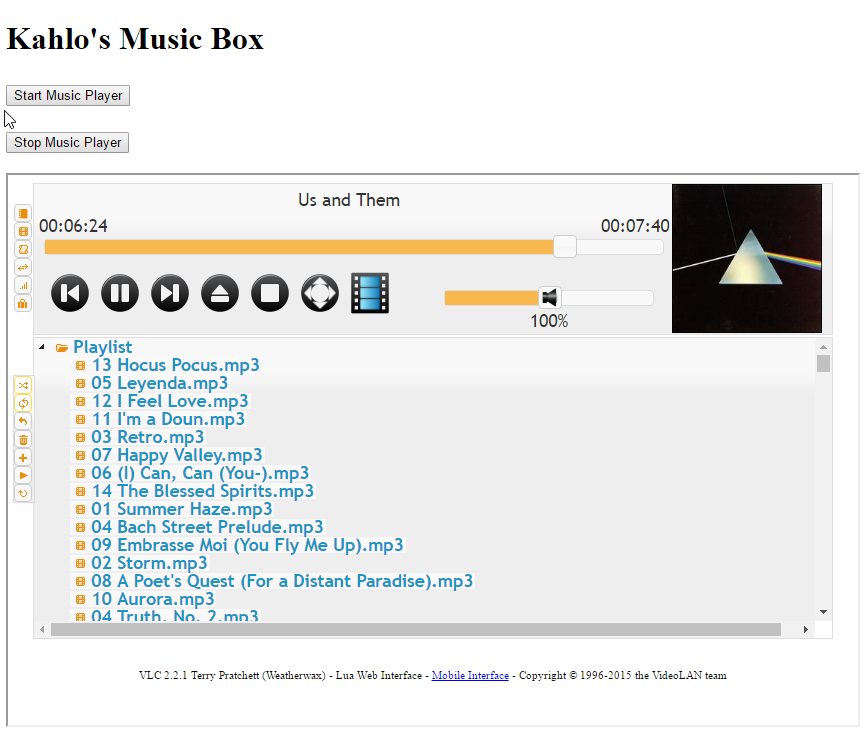 Kahlo's Music Box
Start Music Player
Stop Music Player
Us and Them
00:06:24 00:07:40
100%
Playlist
13 Hocus Pocus.mp3
05 Leyenda.mp3
12 I Feel Love.mp3
11 I'm a Doun.mp3
03 Retro.mp3
07 Happy Valley.mp3
06 (I) Can, Can (You-).mp3
14 The Blessed Spirits.mp3
01 Summer Haze.mp3
04 Bach Street Prelude.mp3
09 Embrasse Moi (You Fly Me Up).mp3
02 Storm.mp3
08 A Poet's Quest (For a Distant Paradise).mp3
10 Aurora.mp3
04 Truth. No. 2.mp3
VLC 2.2.1 Terry Pratchett (Weatherwax) - Lua Web Interface - Mobile Interface - Copyright © 1996-2015 the VideoLAN team